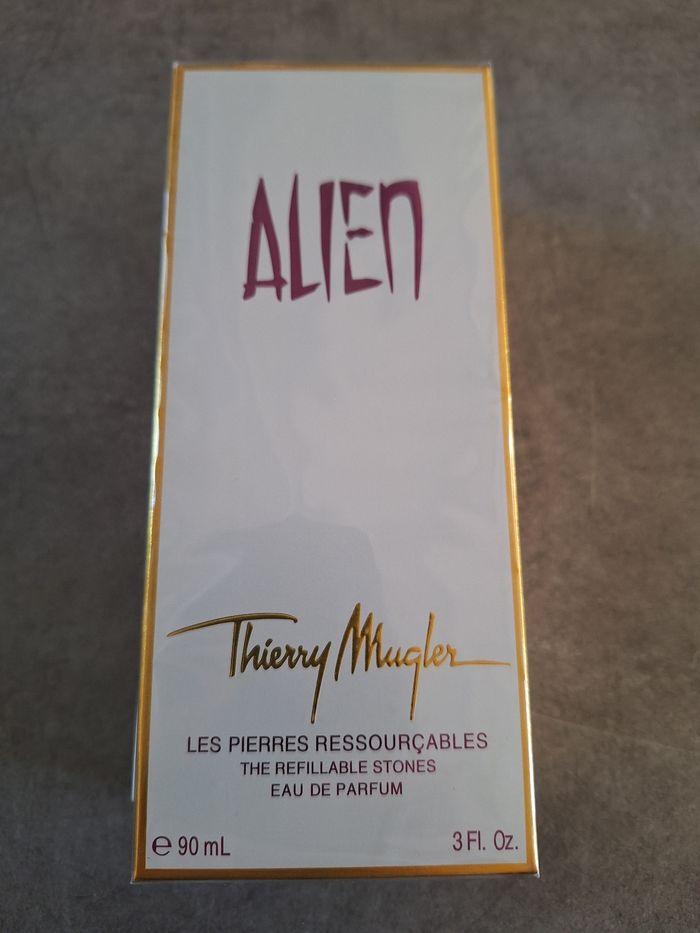 ALIEN
Thierry Mugler
LES PIERRES RESSOURÇABLES
THE REFILLABLE STONES
EAU DE PARFUM
℮ 90 mL 3 Fl. Oz.